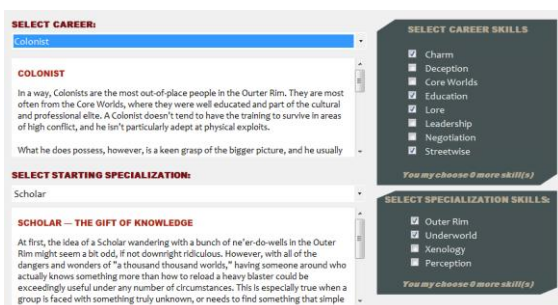 SELECT CAREER:
Colonist
COLONIST
In a way, Colonists are the most out-of-place people in the Ourter Rim. They are most
often from the Core Worlds, where they were well educated and part of the cultural
and professional elite. A Colonist doesn't tend to have the training to survive in areas
of high conflict, and he isn't particularly adept at physical exploits.
What he does possess, however, is a keen grasp of the bigger picture, and he usually
SELECT STARTING SPECIALIZATION:
Scholar
SCHOLAR — THE GIFT OF KNOWLEDGE
At first, the idea of a Scholar wandering with a bunch of ne'er-do-wells in the Outer
Rim might seem a bit odd, if not downright ridiculous. However, with all of the
dangers and wonders of "a thousand thousand worlds," having someone around who
actually knows something more than how to reload a heavy blaster could be
exceedingly useful under any number of circumstances. This is especially true when a
group is faced with something truly unknown, or needs to find something that simple
SELECT CAREER SKILLS
Charm
Deception
Core Worlds
Education
Lore
Leadership
Negotiation
Streetwise
You my choose 0 more skill(s)
SELECT SPECIALIZATION SKILLS:
Outer Rim
Underworld
Xenology
Perception
You my choose 0 more skill(s)